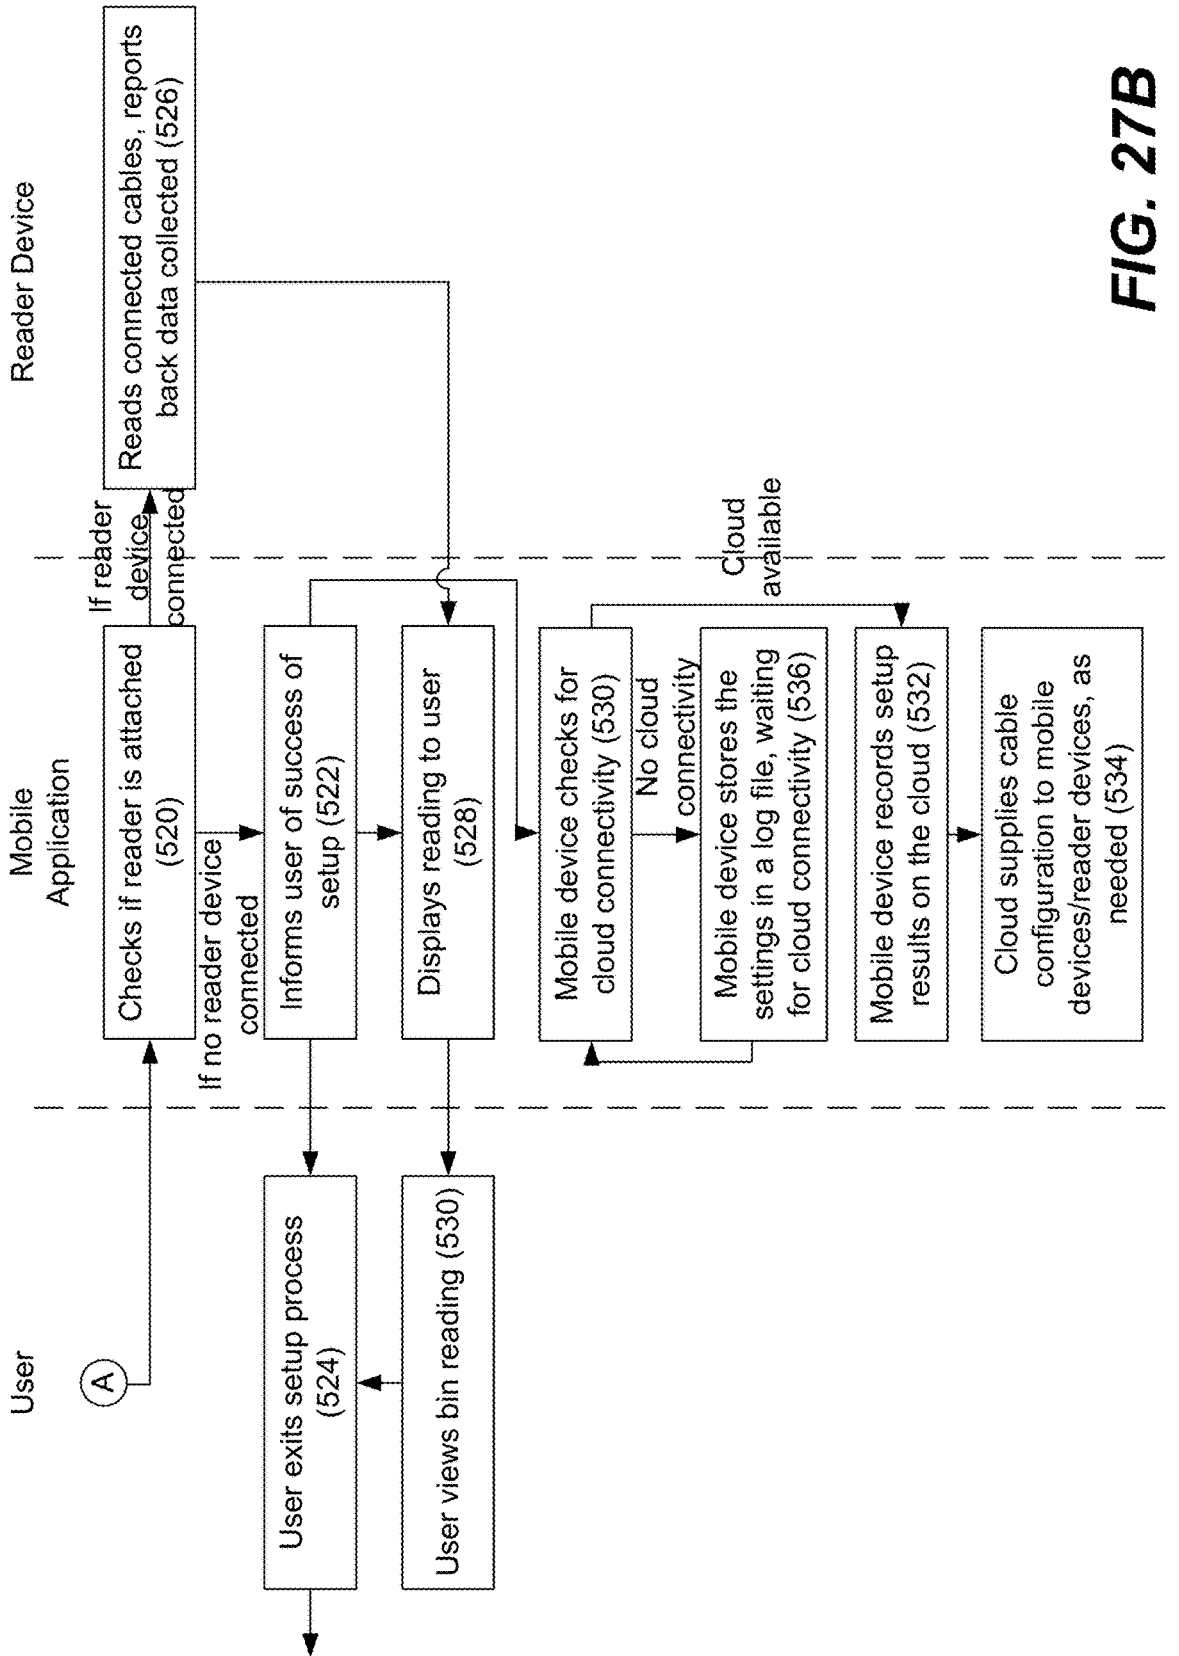 User
Mobile
Application
Reader Device
A
Checks if reader is attached
(520)
If reader
device
connected
Reads connected cables, reports
back data collected (526)
If no reader device
connected
User exits setup process
(524)
Informs user of success of
setup (522)
User views bin reading (530)
Displays reading to user
(528)
Mobile device checks for
cloud connectivity (530)
No cloud
connectivity
Mobile device stores the
settings in a log file, waiting
for cloud connectivity (536)
Cloud
available
Mobile device records setup
results on the cloud (532)
Cloud supplies cable
configuration to mobile
devices/reader devices, as
needed (534)
FIG. 27B